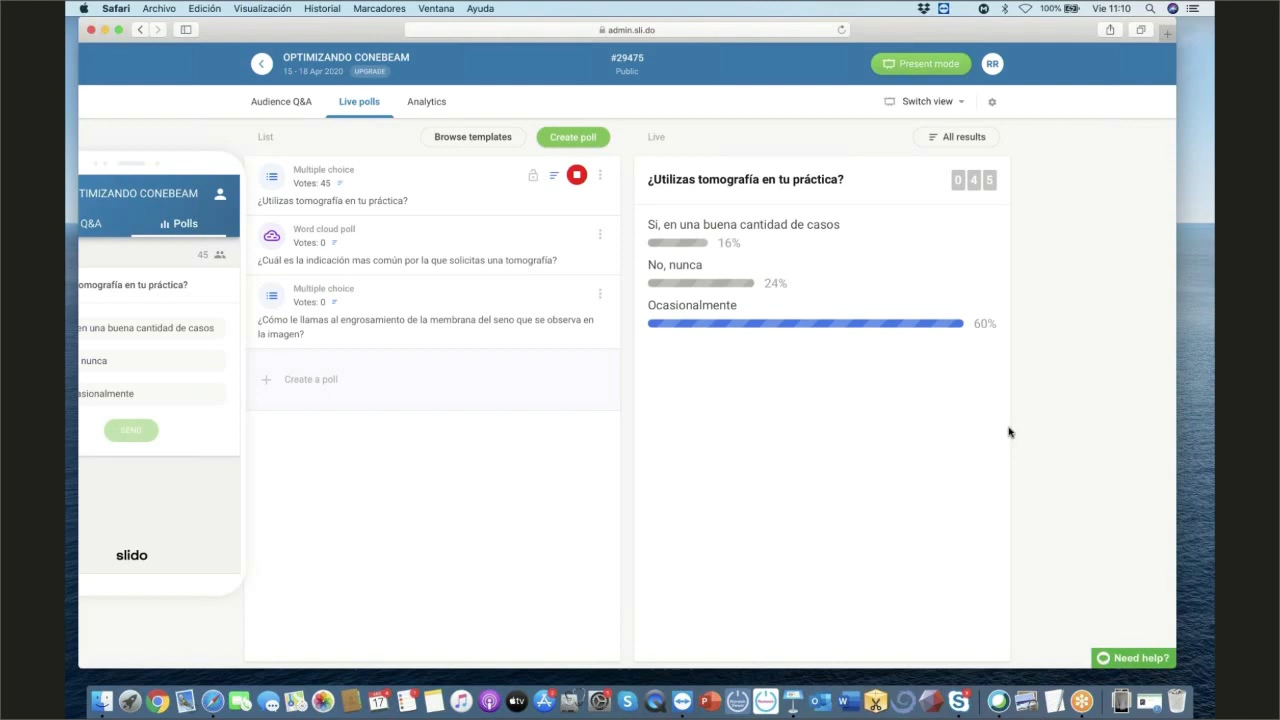 Safari Archivo Edición Visualización Historial Marcadores Ventana Ayuda
100% Vie 11:10
admin.sli.do
OPTIMIZANDO CONEBEAM
15 - 18 Apr 2020 UPGRADE
#29475
Public
Present mode
RR
Audience Q&A Live polls Analytics
Switch view
List
Browse templates
Create poll
Live
All results
TIMIZANDO CONEBEAM
Q&A Polls
45
omografía en tu práctica?
en una buena cantidad de casos
nunca
asionalmente
SEND
slido
Multiple choice
Votes: 45
¿Utilizas tomografía en tu práctica?
Word cloud poll
Votes: 0
¿Cuál es la indicación mas común por la que solicitas una tomografía?
Multiple choice
Votes: 0
¿Cómo le llamas al engrosamiento de la membrana del seno que se observa en
la imagen?
Create a poll
¿Utilizas tomografía en tu práctica?
045
Si, en una buena cantidad de casos
16%
No, nunca
24%
Ocasionalmente
60%
Need help?
17
tv